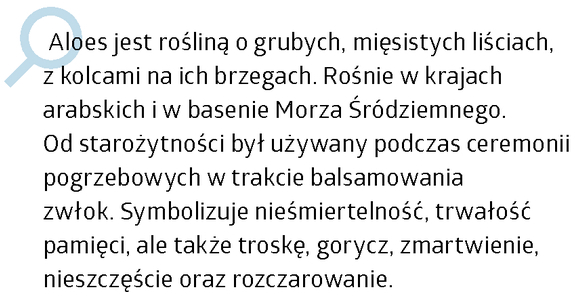 Aloes jest rośliną o grubych, mięsistych liściach,
z kolcami na ich brzegach. Rośnie w krajach
arabskich i w basenie Morza Śródziemnego.
Od starożytności był używany podczas ceremonii
pogrzebowych w trakcie balsamowania
zwłok. Symbolizuje nieśmiertelność, trwałość
pamięci, ale także troskę, gorycz, zmartwienie,
nieszczęście oraz rozczarowanie.